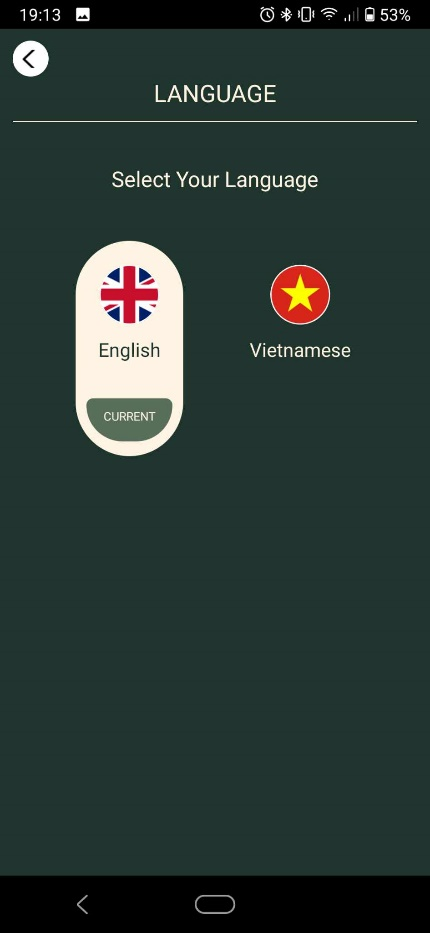 19:13 53%
LANGUAGE
Select Your Language
English
Vietnamese
CURRENT